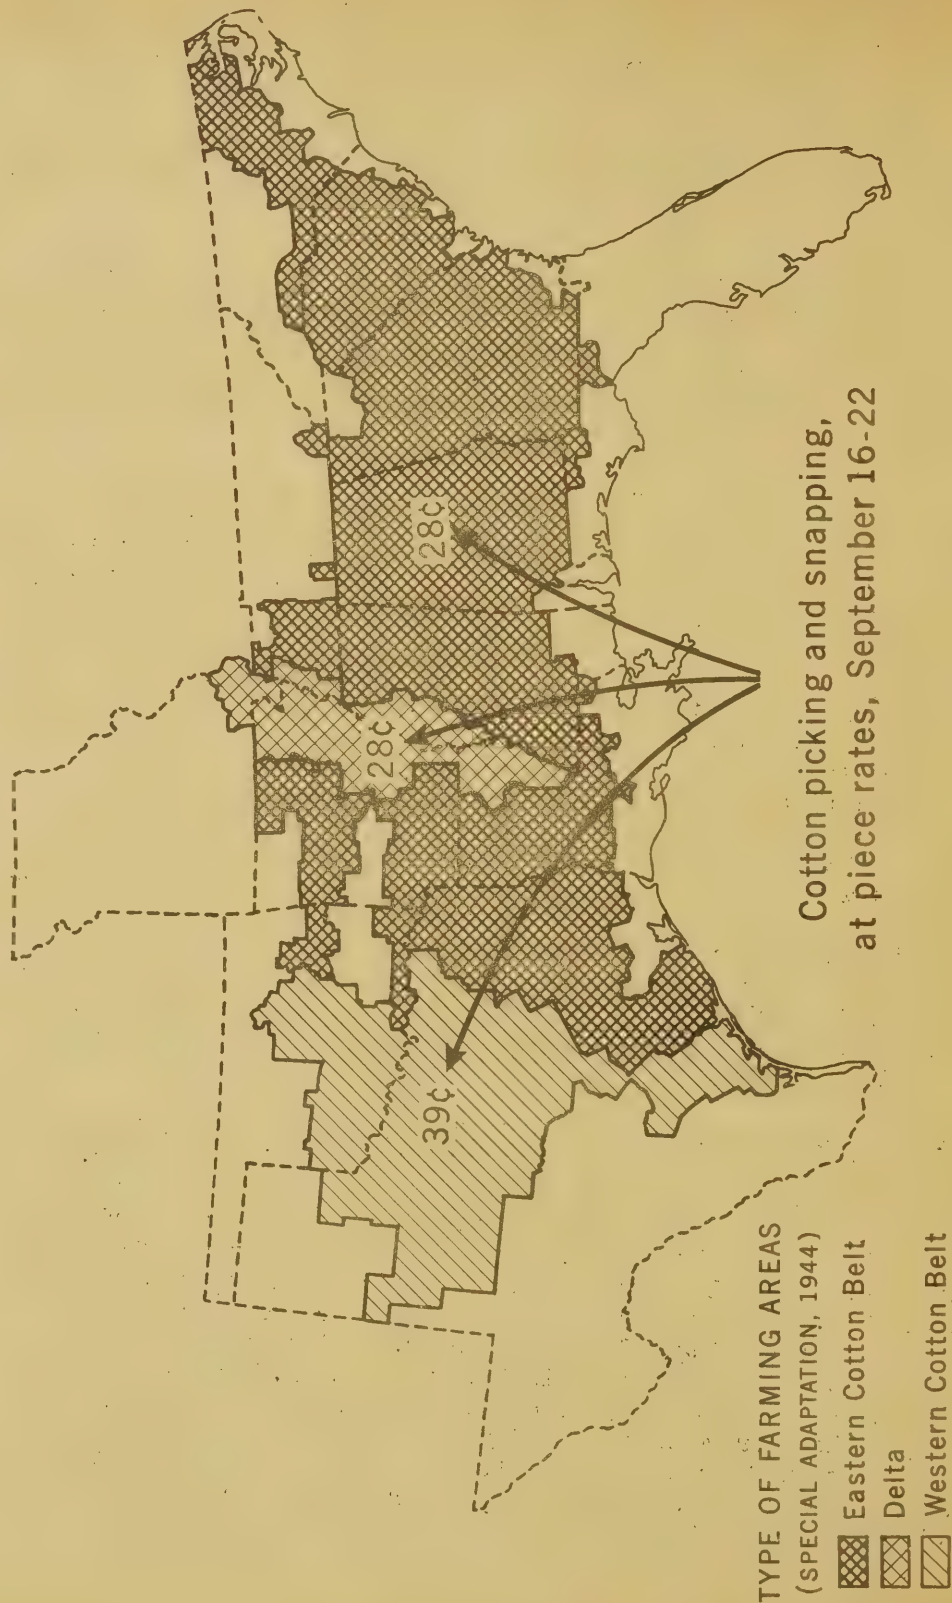 28¢
28¢
39¢
Cotton picking and snapping,
at piece rates, September 16-22
TYPE OF FARMING AREAS
(SPECIAL ADAPTATION, 1944)
Eastern Cotton Belt
Delta
Western Cotton Belt